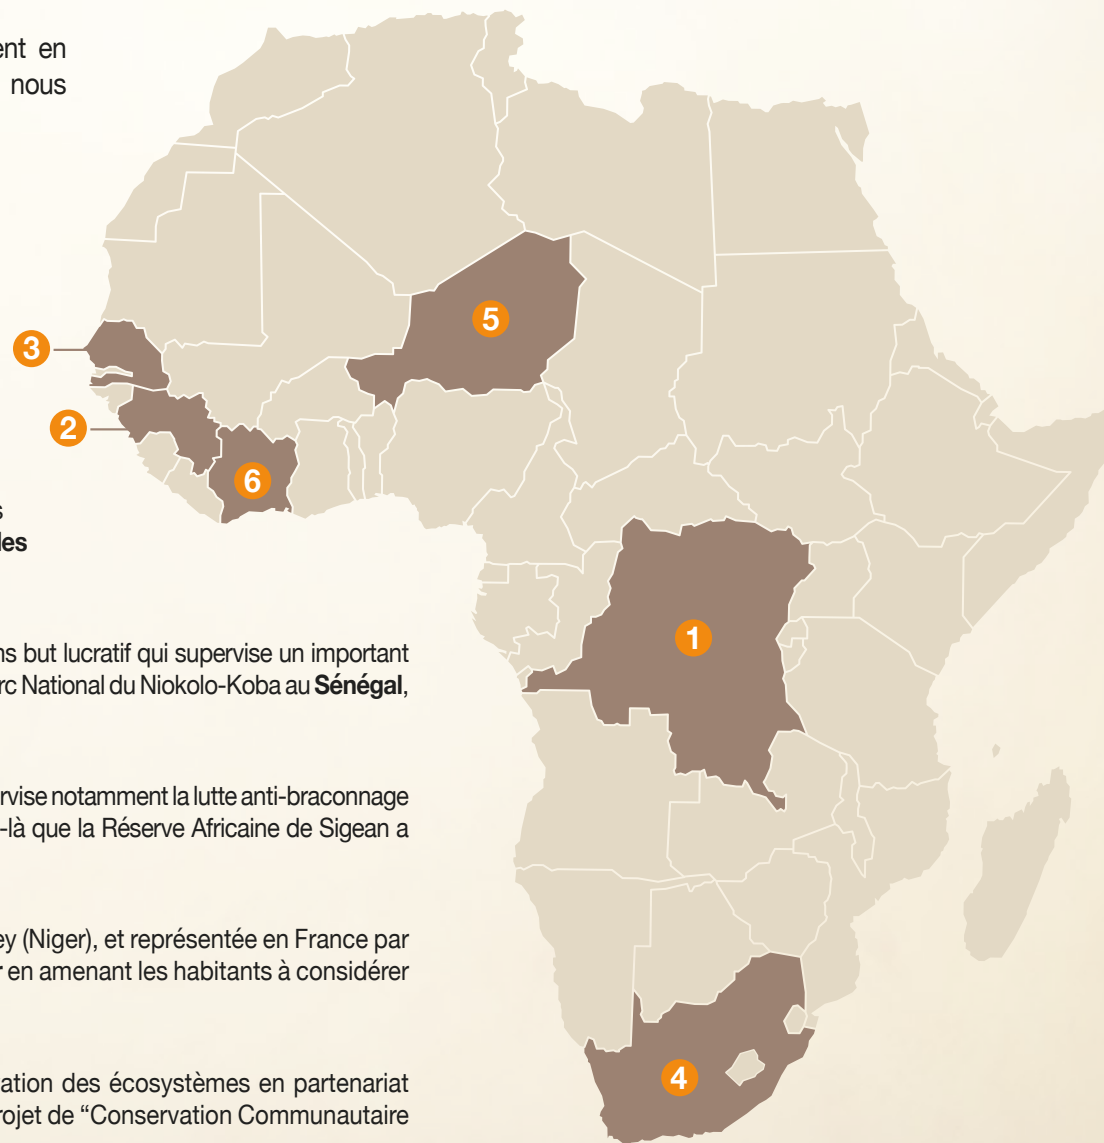 ent en
nous
5
3
2
6
s
les
1
ns but lucratif qui supervise un important
rc National du Niokolo-Koba au Sénégal,
rvise notamment la lutte anti-braconnage
-là que la Réserve Africaine de Sigean a
ey (Niger), et représentée en France par
r en amenant les habitants à considérer
4
ation des écosystèmes en partenariat
rojet de “Conservation Communautaire